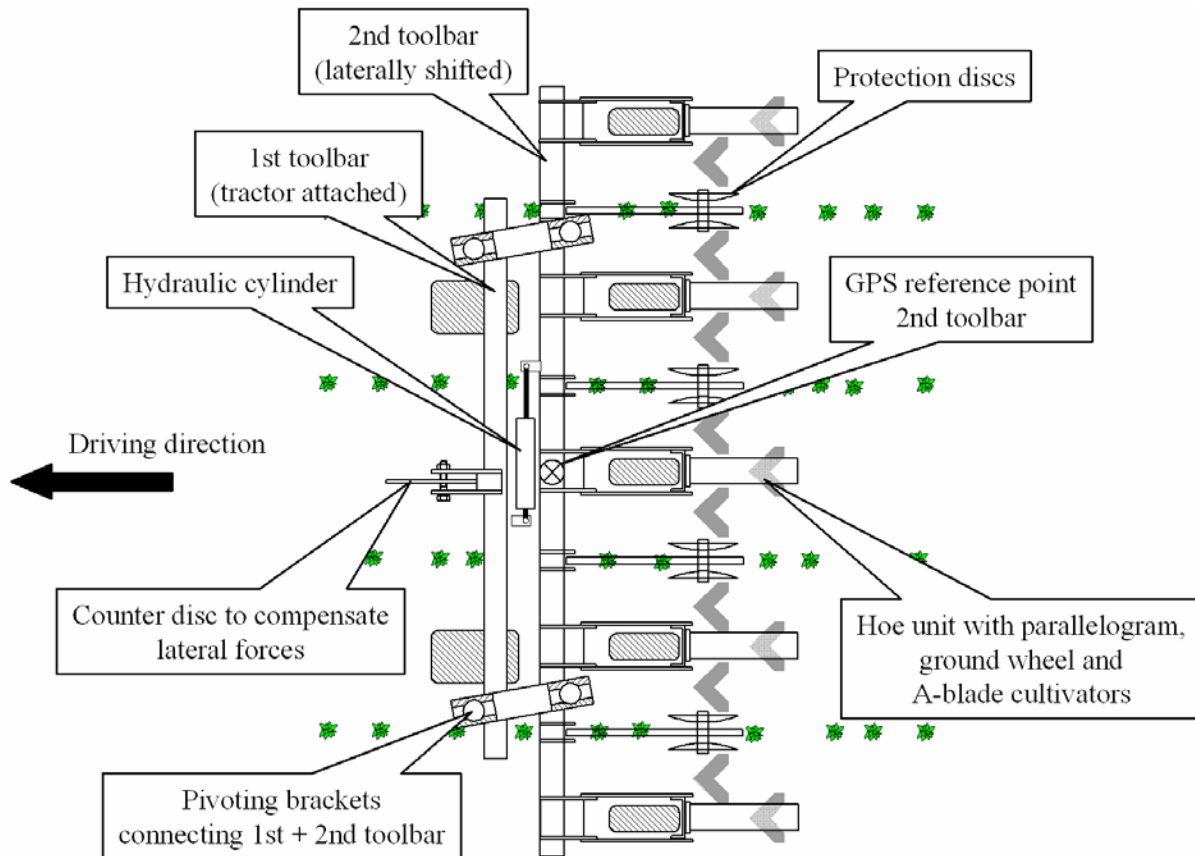 2nd toolbar
(laterally shifted)
Protection discs
1st toolbar
(tractor attached)
Hydraulic cylinder
GPS reference point
2nd toolbar
Driving direction
Counter disc to compensate
lateral forces
Hoe unit with parallelogram,
ground wheel and
A-blade cultivators
Pivoting brackets
connecting 1st + 2nd toolbar